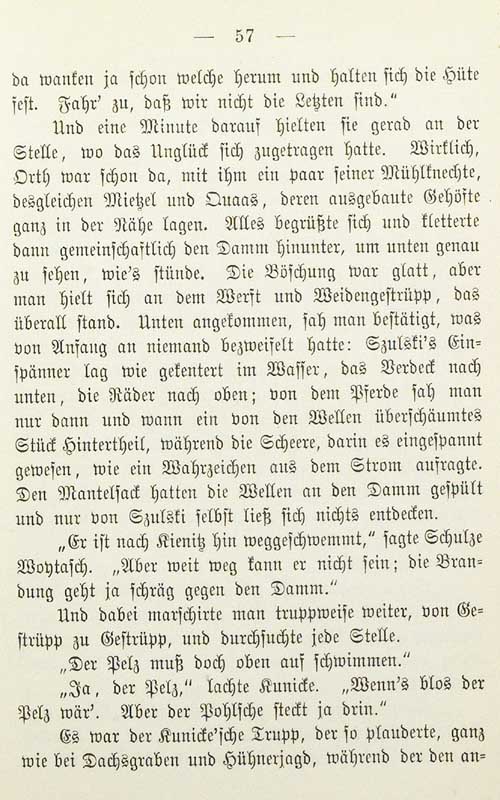 — 57 —
da wanken ja schon welche herum und halten sich die Hüte
fest. Fahr' zu, daß wir nicht die Letzten sind.“
Und eine Minute darauf hielten sie gerad an der
Stelle, wo das Unglück sich zugetragen hatte. Wirklich,
Orth war schon da, mit ihm ein paar seiner Mühlknechte,
desgleichen Mietzel und Quaas, deren ausgebaute Gehöfte
ganz in der Nähe lagen. Alles begrüßte sich und kletterte
dann gemeinschaftlich den Damm hinunter, um unten genau
zu sehen, wie's stünde. Die Böschung war glatt, aber
man hielt sich an dem Werft und Weidengestrüpp, das
überall stand. Unten angekommen, sah man bestätigt, was
von Anfang an niemand bezweifelt hatte: Szulski's Ein-
spänner lag wie gekentert im Wasser, das Verdeck nach
unten, die Räder nach oben; von dem Pferde sah man
nur dann und wann ein von den Wellen überschäumtes
Stück Hintertheil, während die Scheere, darin es eingespannt
gewesen, wie ein Wahrzeichen aus dem Strom aufragte.
Den Mantelsack hatten die Wellen an den Damm gespült
und nur von Szulski selbst ließ sich nichts entdecken.
„Er ist nach Kienitz hin weggeschwemmt,“ sagte Schulze
Woytasch. „Aber weit weg kann er nicht sein; die Bran-
dung geht ja schräg gegen den Damm.“
Und dabei marschirte man truppweise weiter, von Ge-
strüpp zu Gestrüpp, und durchsuchte jede Stelle.
„Der Pelz muß doch oben auf schwimmen.“
„Ja, der Pelz,“ lachte Kunicke. „Wenn's blos der
Pelz wär'. Aber der Pohlsche steckt ja drin.“
Es war der Kunicke'sche Trupp, der so plauderte, ganz
wie bei Dachsgraben und Hühnerjagd, während der den an-